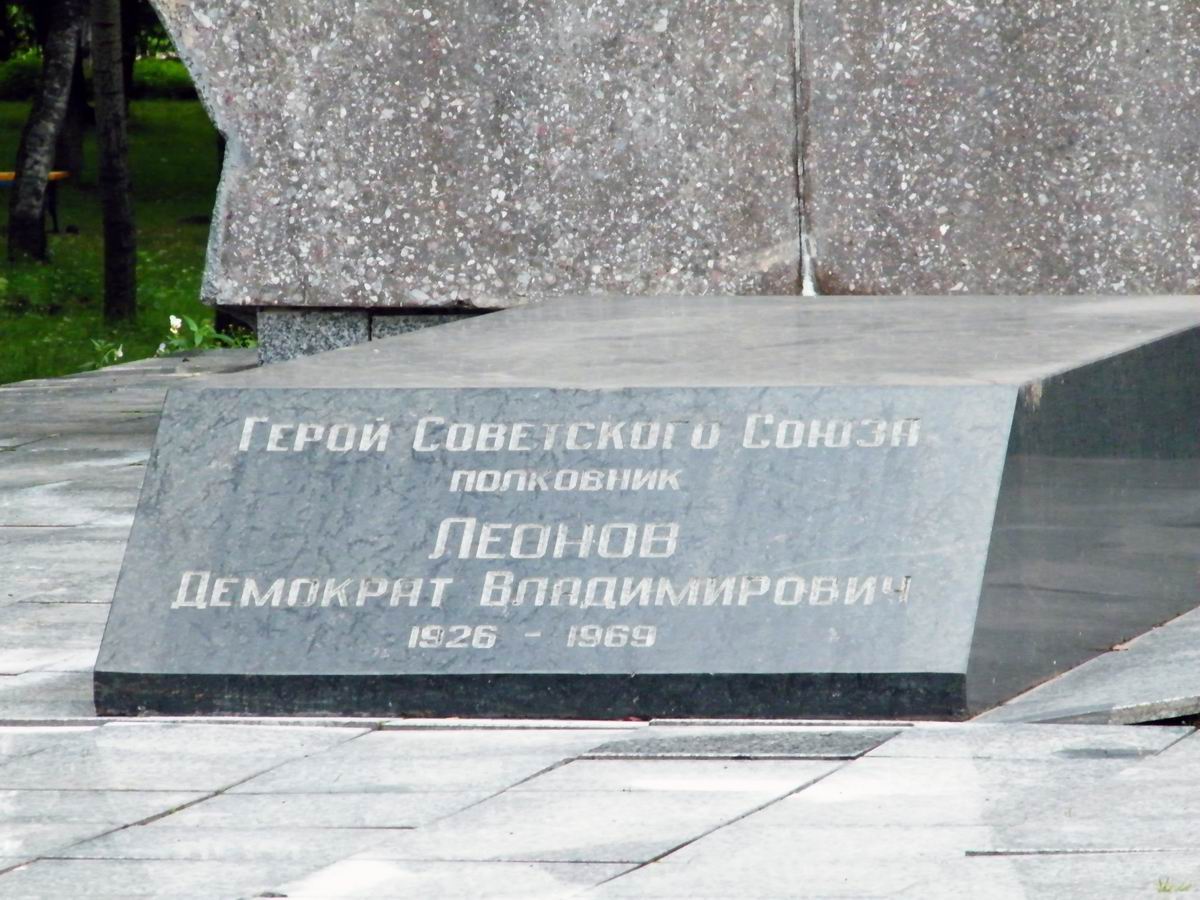 Герой Советского Союза
полковник
Леонов
Демократ Владимирович
1926 - 1969